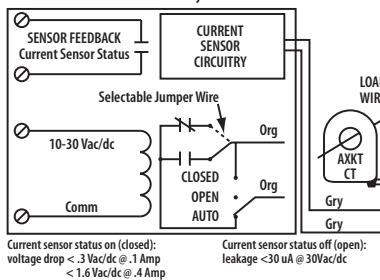 SENSOR FEEDBACK
Current Sensor Status
CURRENT
SENSOR
CIRCUITRY
Selectable Jumper Wire
Org
10-30 Vac/dc
CLOSED
OPEN
AUTO
Org
Comm
LOAD
WIRE
AXKT
CT
Gry
Gry
Current sensor status on (closed):
voltage drop < .3 Vac/dc @ .1 Amp
< 1.6 Vac/dc @ .4 Amp
Current sensor status off (open):
leakage <30 uA @ 30Vac/dc